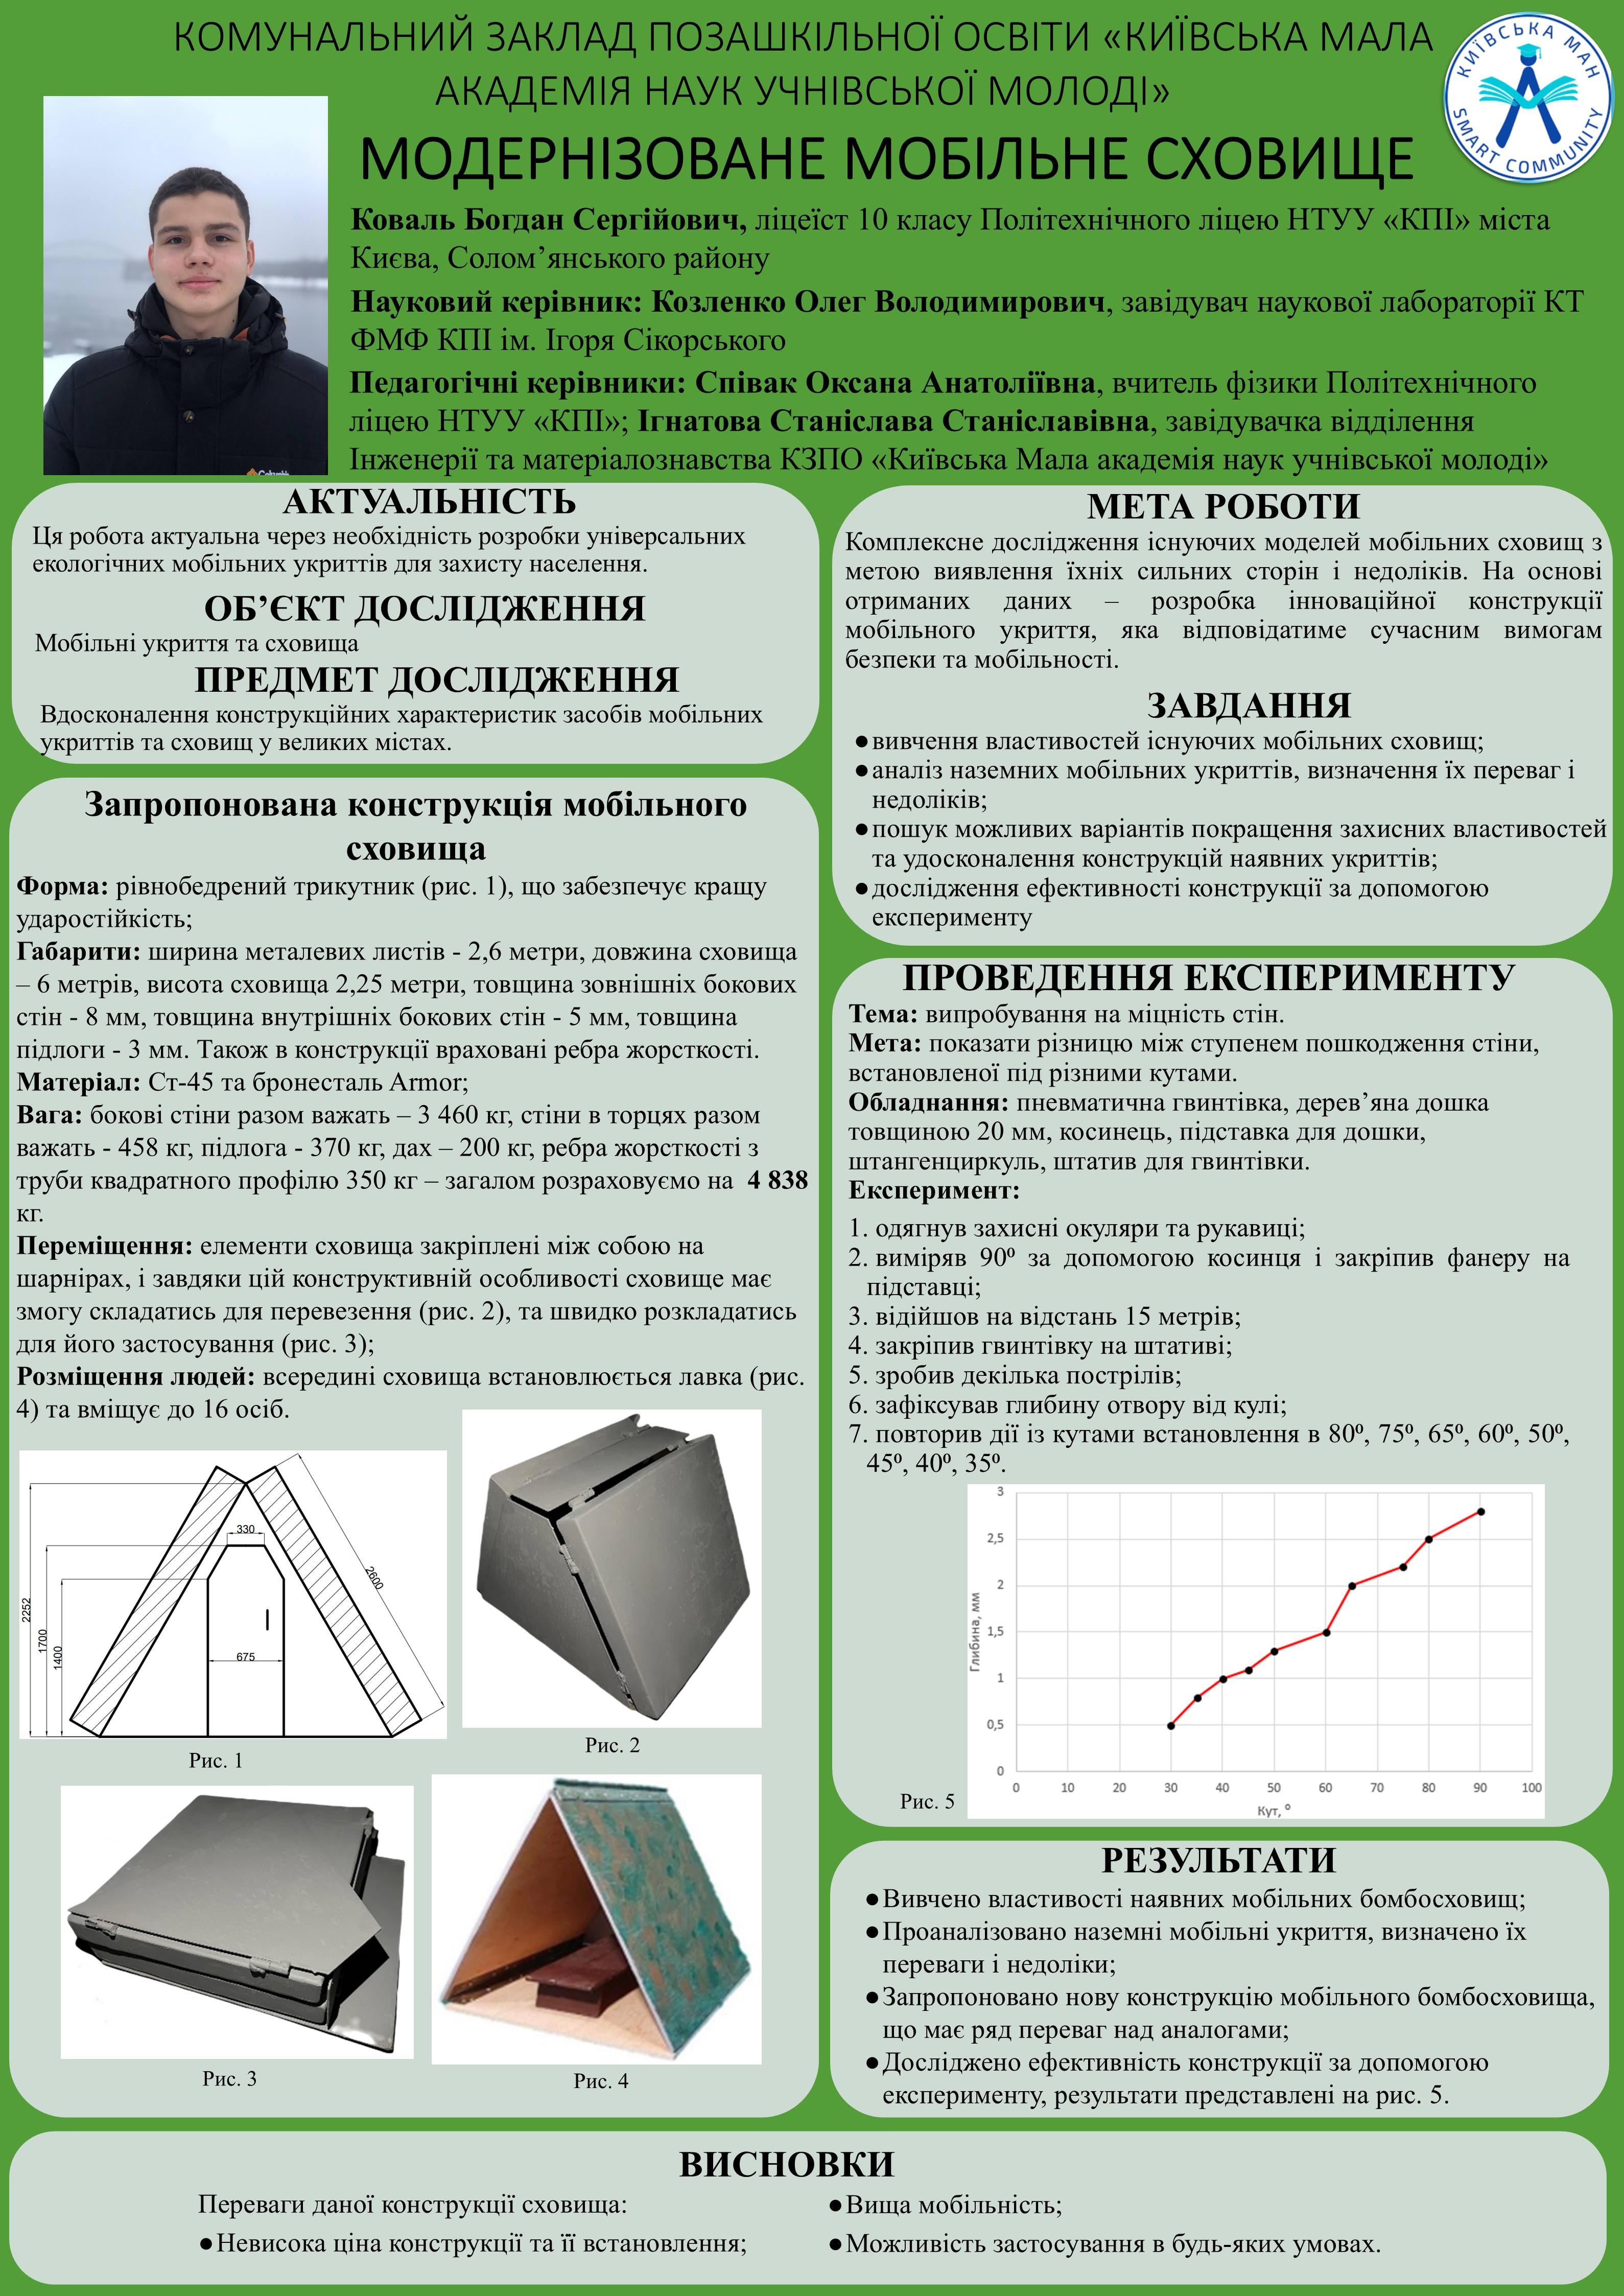 КОМУНАЛЬНИЙ ЗАКЛАД ПОЗАШКІЛЬНОЇ ОСВІТИ «КИЇВСЬКА МАЛА
АКАДЕМІЯ НАУК УЧНІВСЬКОЇ МОЛОДІ»
КИЇВСЬКА МАН
SMART COMMUNITY
МОДЕРНІЗОВАНЕ МОБІЛЬНЕ СХОВИЩЕ
Коваль Богдан Сергійович, ліцеїст 10 класу Політехнічного ліцею НТУУ «КПІ» міста
Києва, Солом’янського району
Науковий керівник: Козленко Олег Володимирович, завідувач наукової лабораторії КТ
ФМФ КПІ ім. Ігоря Сікорського
Педагогічні керівники: Співак Оксана Анатоліївна, вчитель фізики Політехнічного
ліцею НТУУ «КПІ»; Ігнатова Станіслава Станіславівна, завідувачка відділення
Інженерії та матеріалознавства КЗПО «Київська Мала академія наук учнівської молоді»
АКТУАЛЬНІСТЬ
Ця робота актуальна через необхідність розробки універсальних
екологічних мобільних укриттів для захисту населення.
ОБ’ЄКТ ДОСЛІДЖЕННЯ
Мобільні укриття та сховища
ПРЕДМЕТ ДОСЛІДЖЕННЯ
Вдосконалення конструкційних характеристик засобів мобільних
укриттів та сховищ у великих містах.
Запропонована конструкція мобільного
сховища
Форма: рівнобедрений трикутник (рис. 1), що забезпечує кращу
ударостійкість;
Габарити: ширина металевих листів - 2,6 метри, довжина сховища
– 6 метрів, висота сховища 2,25 метри, товщина зовнішніх бокових
стін - 8 мм, товщина внутрішніх бокових стін - 5 мм, товщина
підлоги - 3 мм. Також в конструкції враховані ребра жорсткості.
Матеріал: Ст-45 та бронесталь Armor;
Вага: бокові стіни разом важать – 3 460 кг, стіни в торцях разом
важать - 458 кг, підлога - 370 кг, дах – 200 кг, ребра жорсткості з
труби квадратного профілю 350 кг – загалом розраховуємо на 4 838
кг.
Переміщення: елементи сховища закріплені між собою на
шарнірах, і завдяки цій конструктивній особливості сховище має
змогу складатись для перевезення (рис. 2), та швидко розкладатись
для його застосування (рис. 3);
Розміщення людей: всередині сховища встановлюється лавка (рис.
4) та вміщує до 16 осіб.
330
2600
2252
1700
1400
675
Рис. 1
Рис. 2
Рис. 3
Рис. 4
МЕТА РОБОТИ
Комплексне дослідження існуючих моделей мобільних сховищ з
метою виявлення їхніх сильних сторін і недоліків. На основі
отриманих даних – розробка інноваційної конструкції
мобільного укриття, яка відповідатиме сучасним вимогам
безпеки та мобільності.
ЗАВДАННЯ
●вивчення властивостей існуючих мобільних сховищ;
●аналіз наземних мобільних укриттів, визначення їх переваг і
недоліків;
●пошук можливих варіантів покращення захисних властивостей
та удосконалення конструкцій наявних укриттів;
●дослідження ефективності конструкції за допомогою
експерименту
ПРОВЕДЕННЯ ЕКСПЕРИМЕНТУ
Тема: випробування на міцність стін.
Мета: показати різницю між ступенем пошкодження стіни,
встановленої під різними кутами.
Обладнання: пневматична гвинтівка, дерев’яна дошка
товщиною 20 мм, косинець, підставка для дошки,
штангенциркуль, штатив для гвинтівки.
Експеримент:
1. одягнув захисні окуляри та рукавиці;
2. виміряв 90⁰ за допомогою косинця і закріпив фанеру на
підставці;
3. відійшов на відстань 15 метрів;
4. закріпив гвинтівку на штативі;
5. зробив декілька пострілів;
6. зафіксував глибину отвору від кулі;
7. повторив дії із кутами встановлення в 80⁰, 75⁰, 65⁰, 60⁰, 50⁰,
45⁰, 40⁰, 35⁰.
3
2,5
2
1,5
1
0,5
0
Глибина, мм
0 10 20 30 40 50 60 70 80 90 100
Кут, ⁰
Рис. 5
РЕЗУЛЬТАТИ
●Вивчено властивості наявних мобільних бомбосховищ;
●Проаналізовано наземні мобільні укриття, визначено їх
переваги і недоліки;
●Запропоновано нову конструкцію мобільного бомбосховища,
що має ряд переваг над аналогами;
●Досліджено ефективність конструкції за допомогою
експерименту, результати представлені на рис. 5.
ВИСНОВКИ
Переваги даної конструкції сховища:
●Невисока ціна конструкції та її встановлення;
●Вища мобільність;
●Можливість застосування в будь-яких умовах.